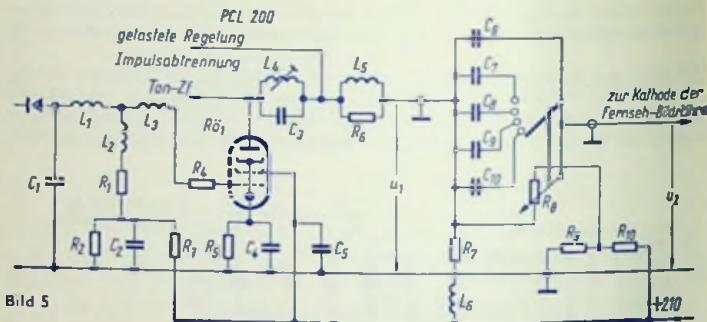 PCL 200
getastete Regelung
Impulsabtrennung
Ton-Zf
L4
L5
C3
R6
Rö1
L1
L3
L2
R4
C1
R1
R2
C2
R3
R5
C4
C5
u1
C6
C7
C8
C9
C10
R8
R7
L6
R9
R10
zur Kathode der
Fernseh-Bildröhre
u2
+210
Bild 5